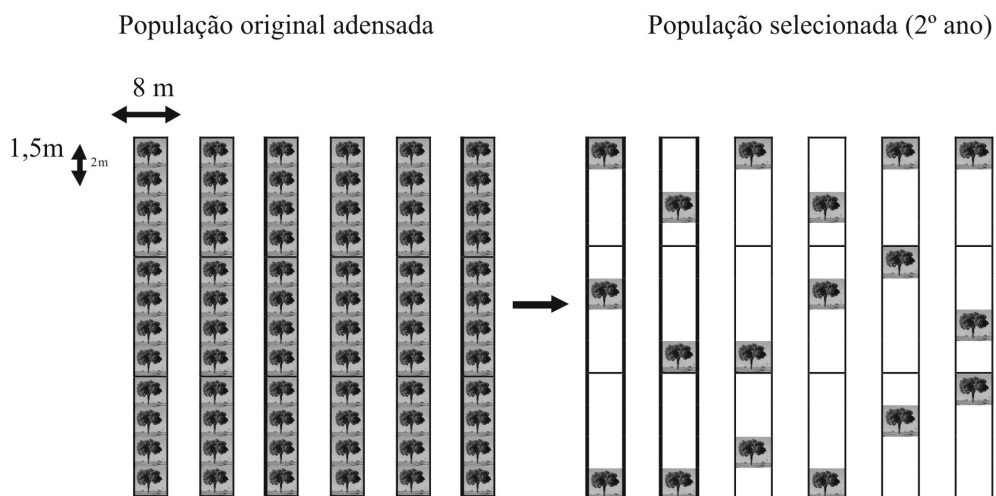 População original adensada
População selecionada (2º ano)
8 m
1,5m
2m